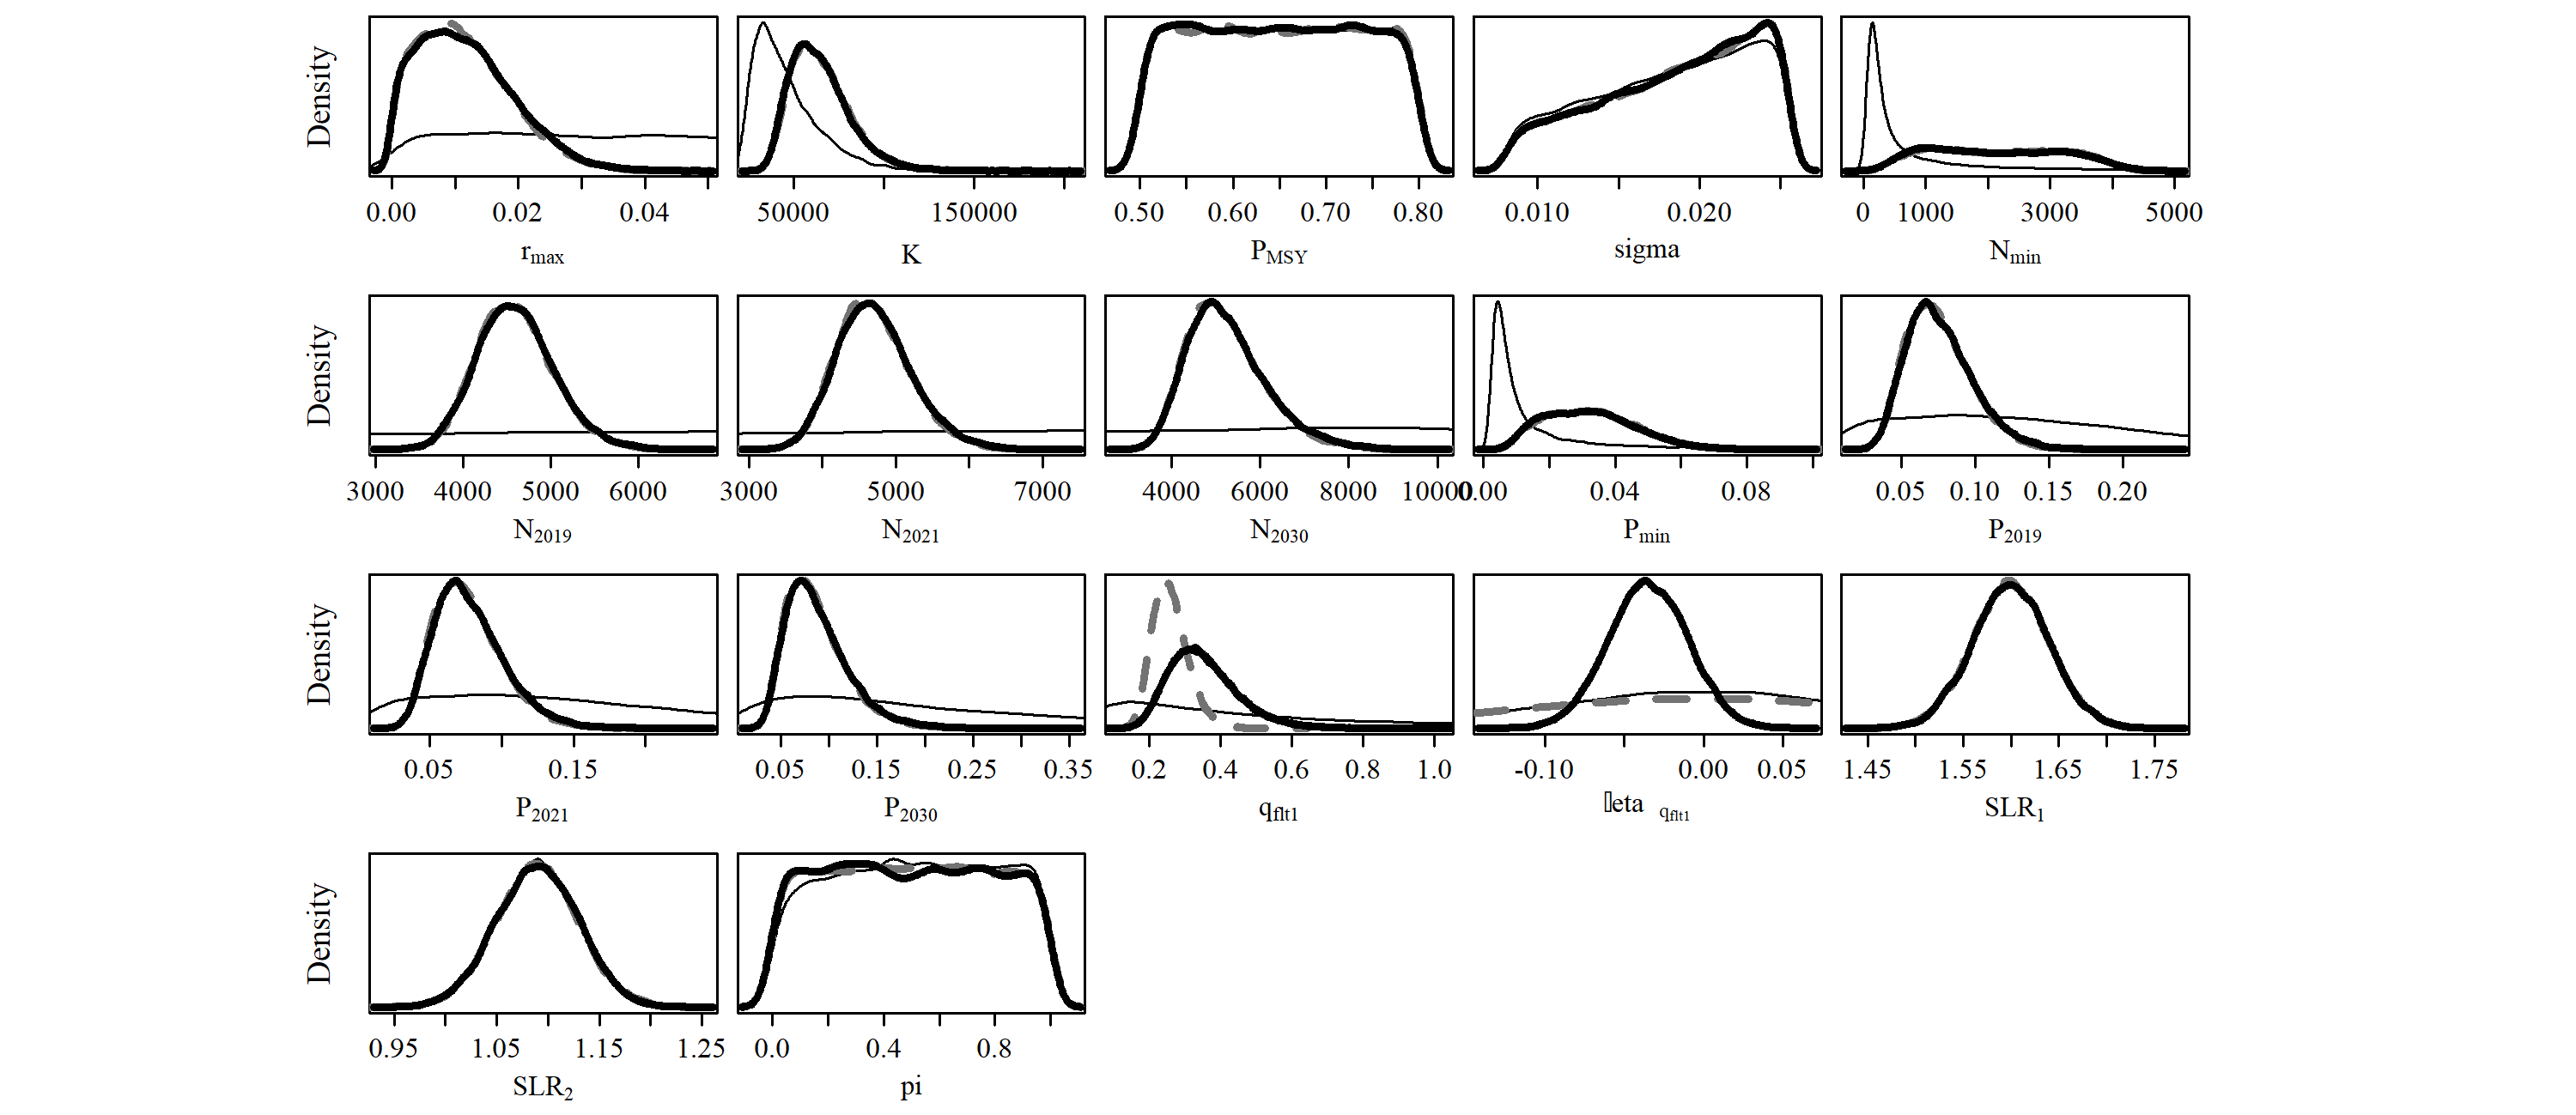 Density
0.00 0.02 0.04
rmax
50000 150000
K
0.50 0.60 0.70 0.80
PMSY
0.010 0.020
sigma
0 1000 3000 5000
Nmin
Density
3000 4000 5000 6000
N2019
3000 5000 7000
N2021
4000 6000 8000 10000
N2030
0.00 0.04 0.08
Pmin
0.05 0.10 0.15 0.20
P2019
Density
0.05 0.15
P2021
0.05 0.15 0.25 0.35
P2030
0.2 0.4 0.6 0.8 1.0
qflt1
-0.10 0.00 0.05
▯eta qflt1
1.45 1.55 1.65 1.75
SLR1
Density
0.95 1.05 1.15 1.25
SLR2
0.0 0.4 0.8
pi